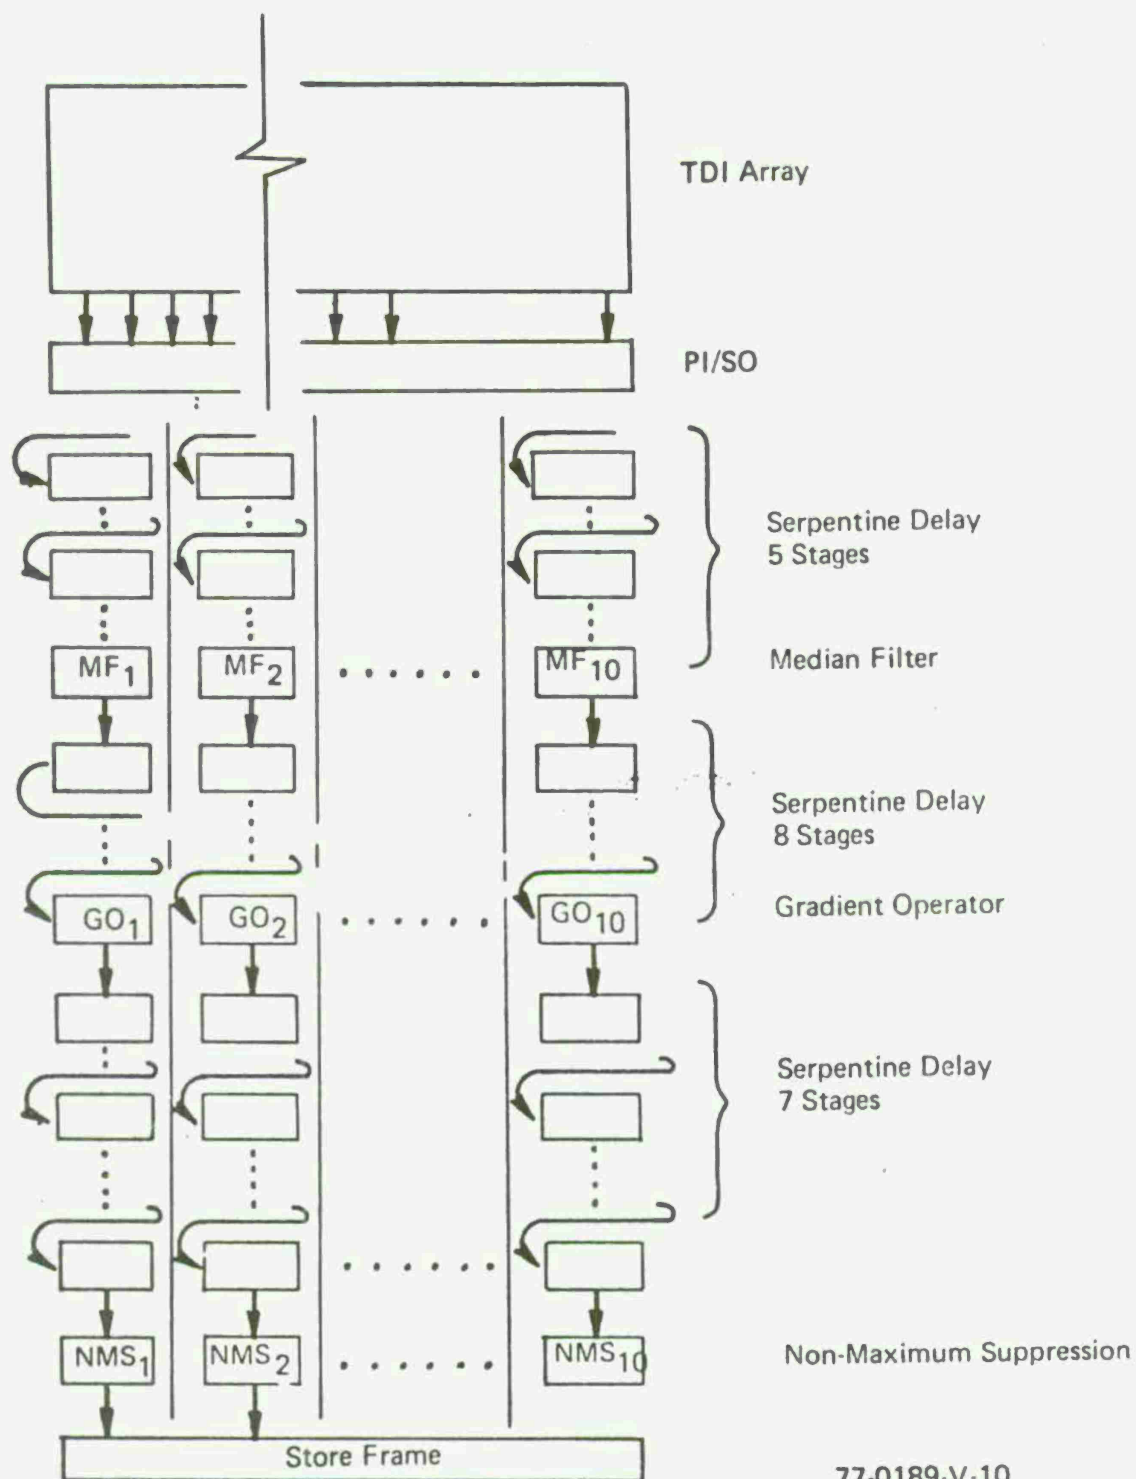 TDI Array
PI/SO
Serpentine Delay
5 Stages
MF1 MF2 MF10 Median Filter
Serpentine Delay
8 Stages
GO1 GO2 GO10 Gradient Operator
Serpentine Delay
7 Stages
NMS1 NMS2 NMS10 Non-Maximum Suppression
Store Frame
77-0189-V-10